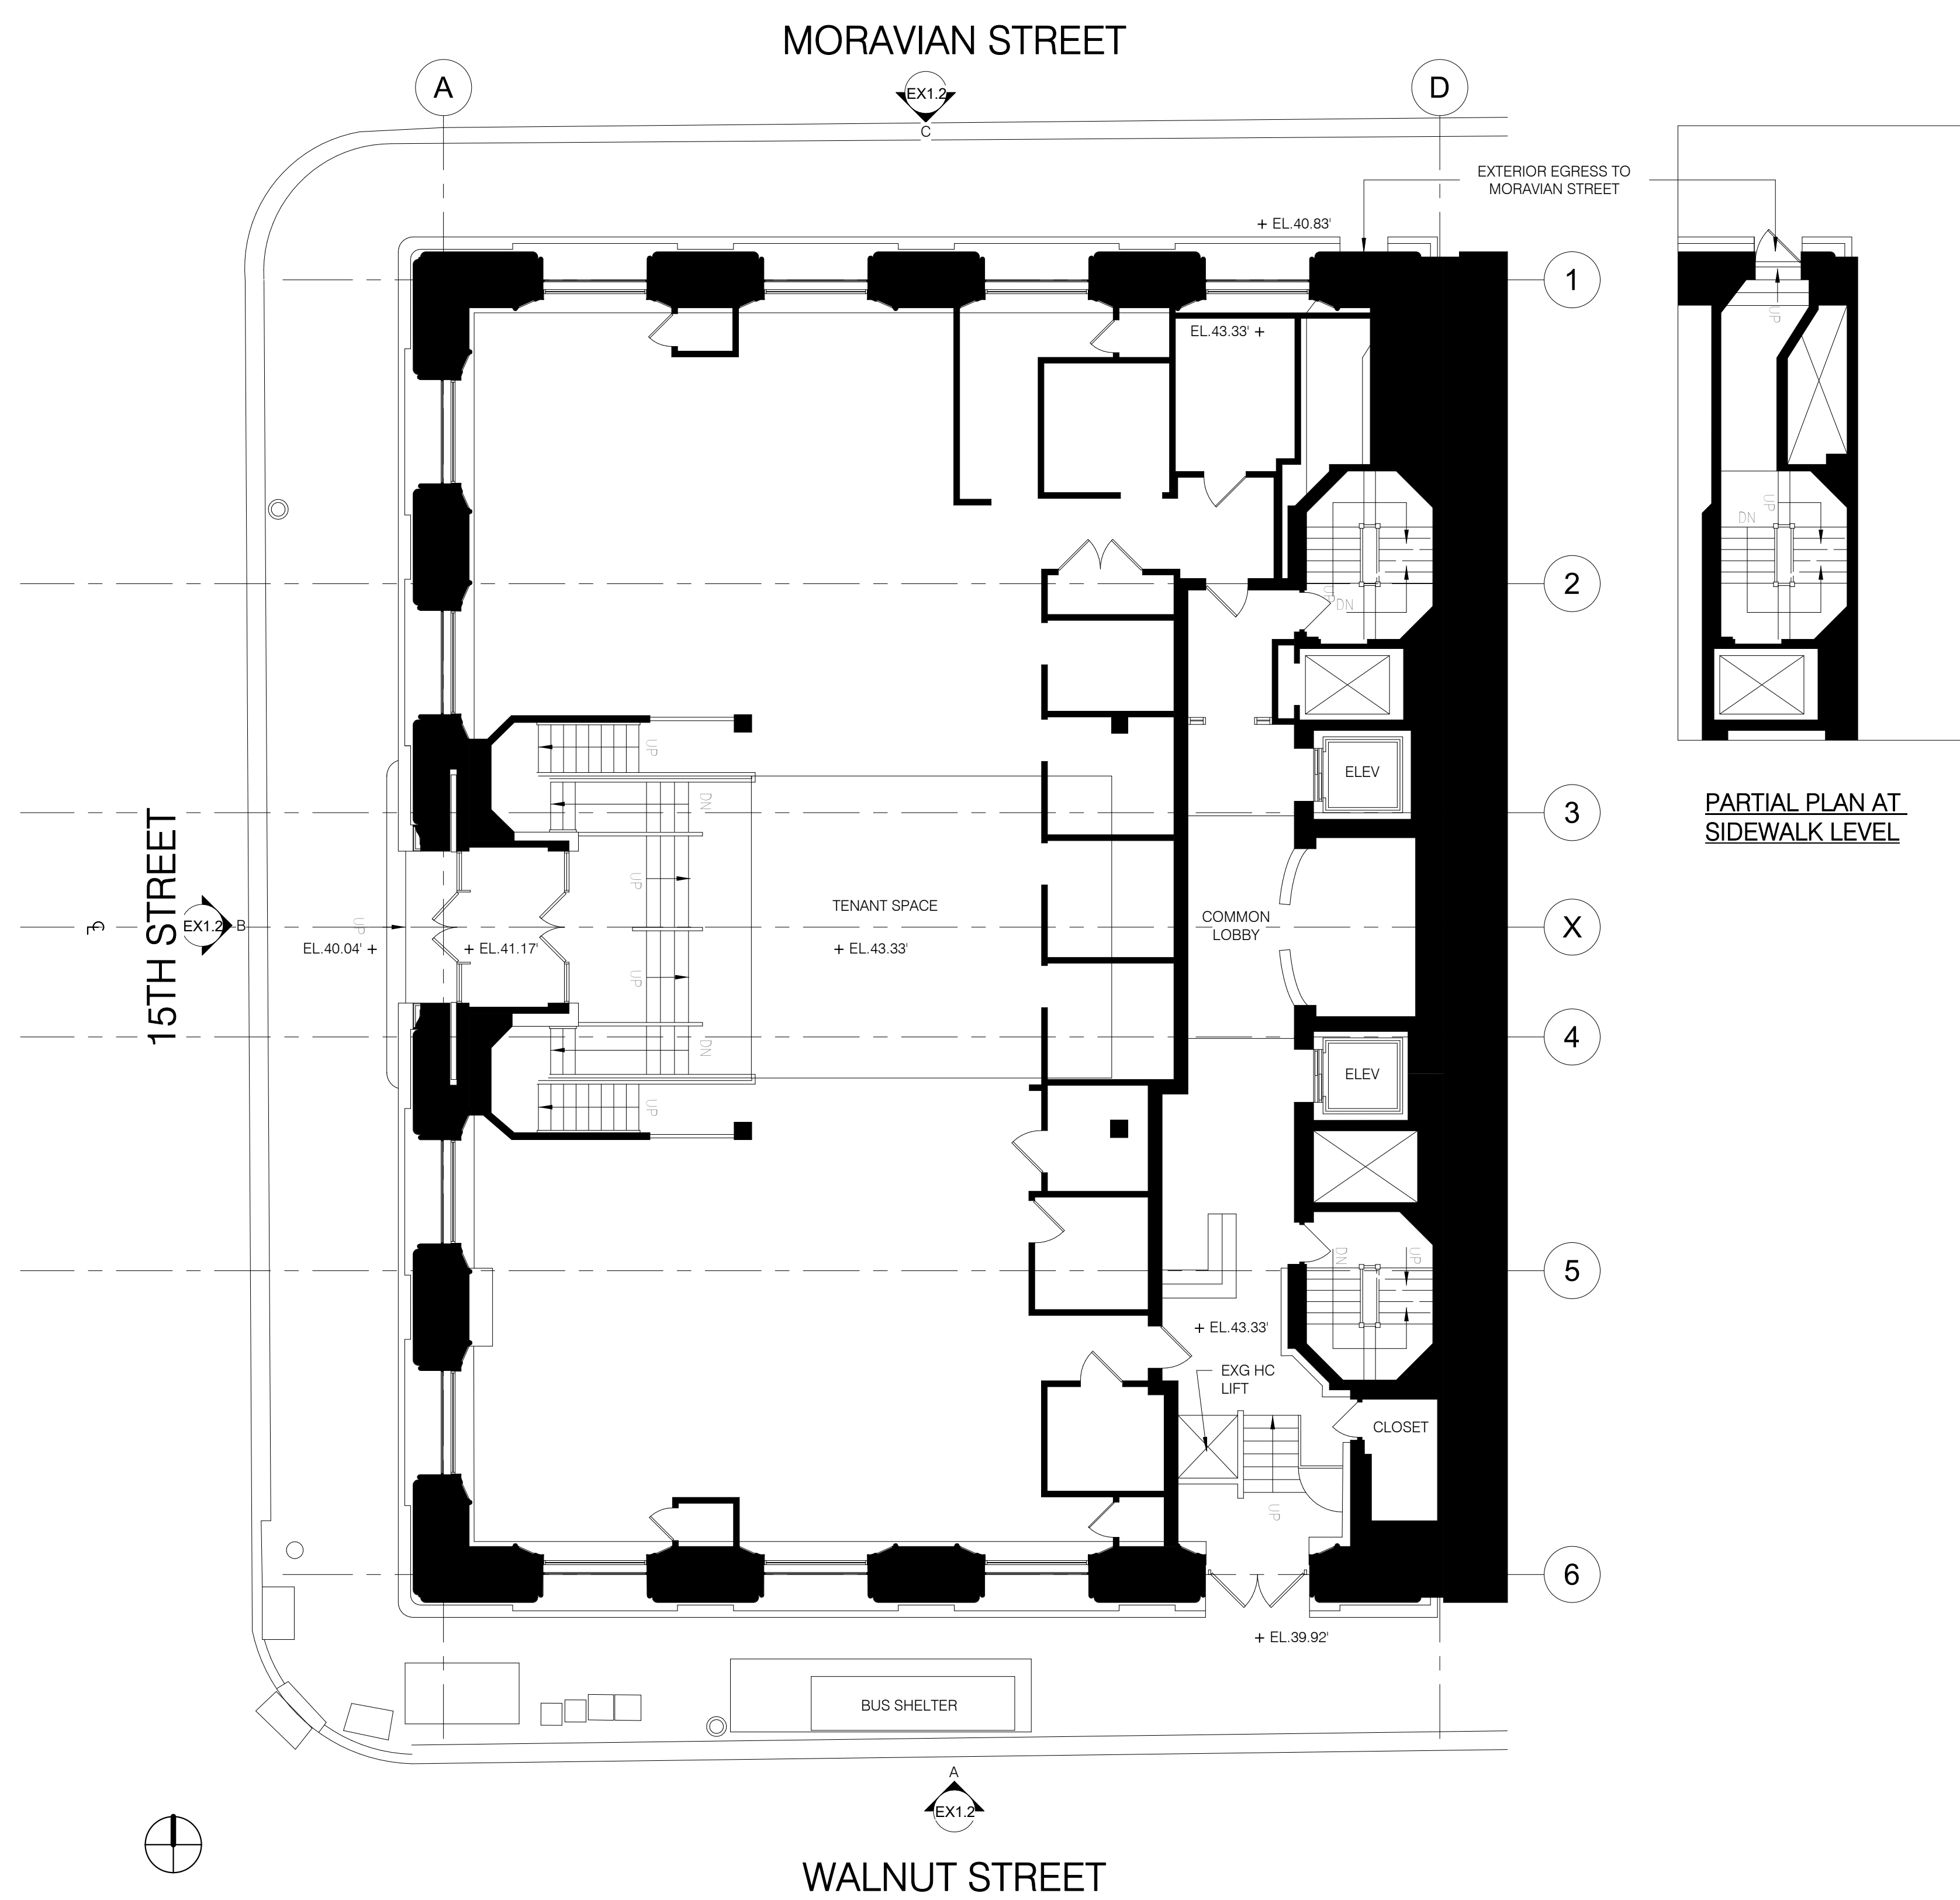 MORAVIAN STREET
A
EX1.2
C
D
EXTERIOR EGRESS TO
MORAVIAN STREET
+ EL.40.83'
1
EL.43.33' +
UP
UP
DN
2
UP
DN
UP
ELEV
DN
3
PARTIAL PLAN AT
SIDEWALK LEVEL
15TH STREET
EX1.2
B
UP
EL.40.04' +
+ EL.41.17'
UP
TENANT SPACE
+ EL.43.33'
COMMON
LOBBY
X
UP
DN
4
ELEV
UP
DN
UP
5
+ EL.43.33'
EXG HC
LIFT
CLOSET
UP
6
+ EL.39.92'
BUS SHELTER
A
EX1.2
WALNUT STREET